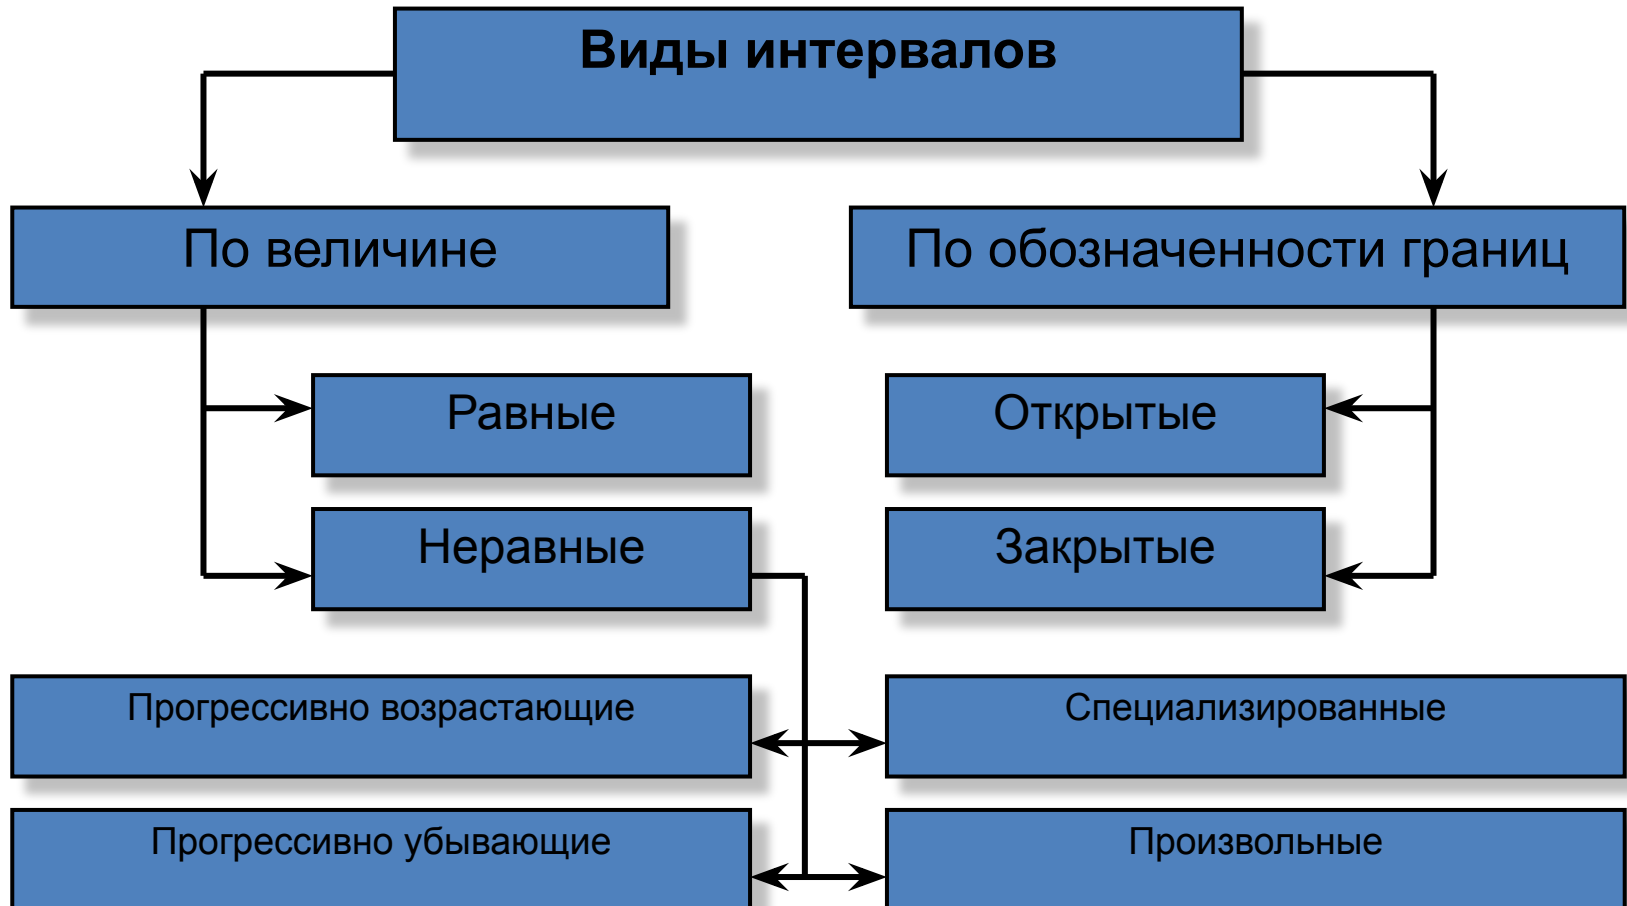 Виды интервалов
По величине
По обозначенности границ
Равные
Открытые
Неравные
Закрытые
Прогрессивно возрастающие
Специализированные
Прогрессивно убывающие
Произвольные